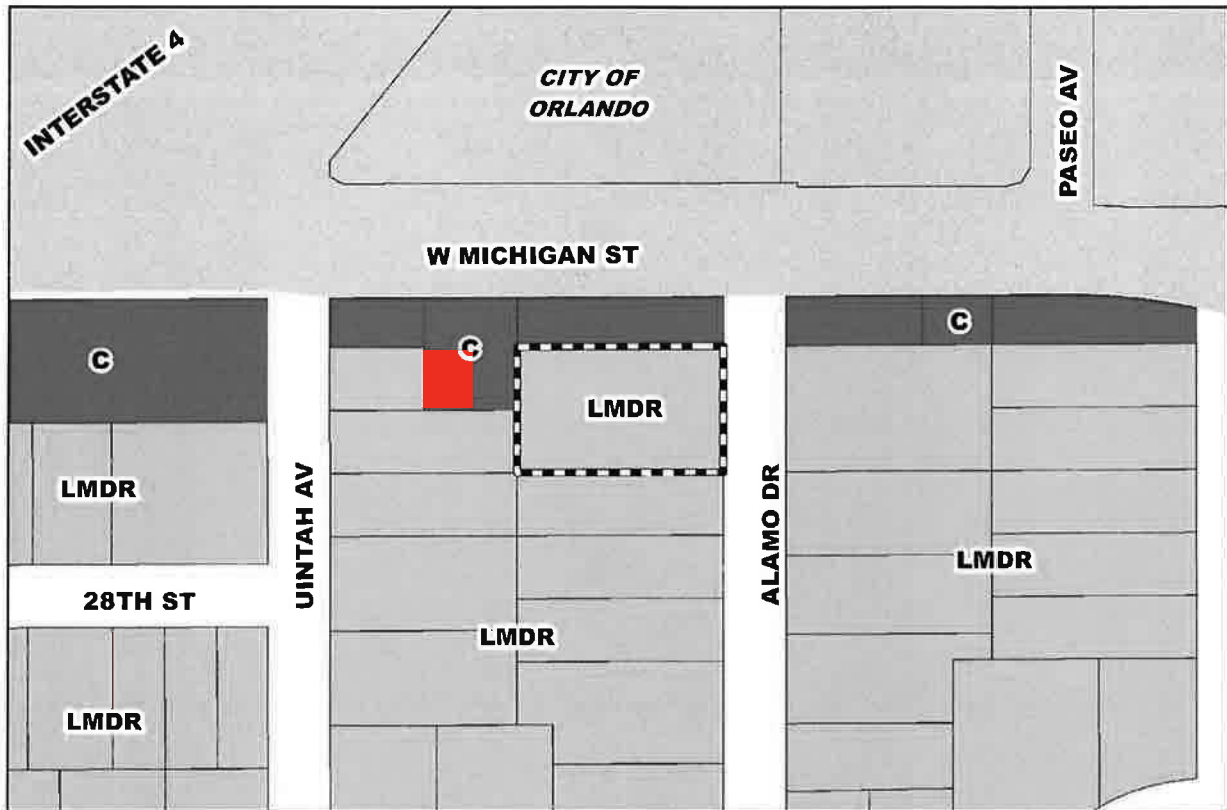 INTERSTATE 4
CITY OF
ORLANDO
PASEO AV
W MICHIGAN ST
C
C
C
LMDR
LMDR
UINTAH AV
ALAMO DR
LMDR
28TH ST
LMDR
LMDR